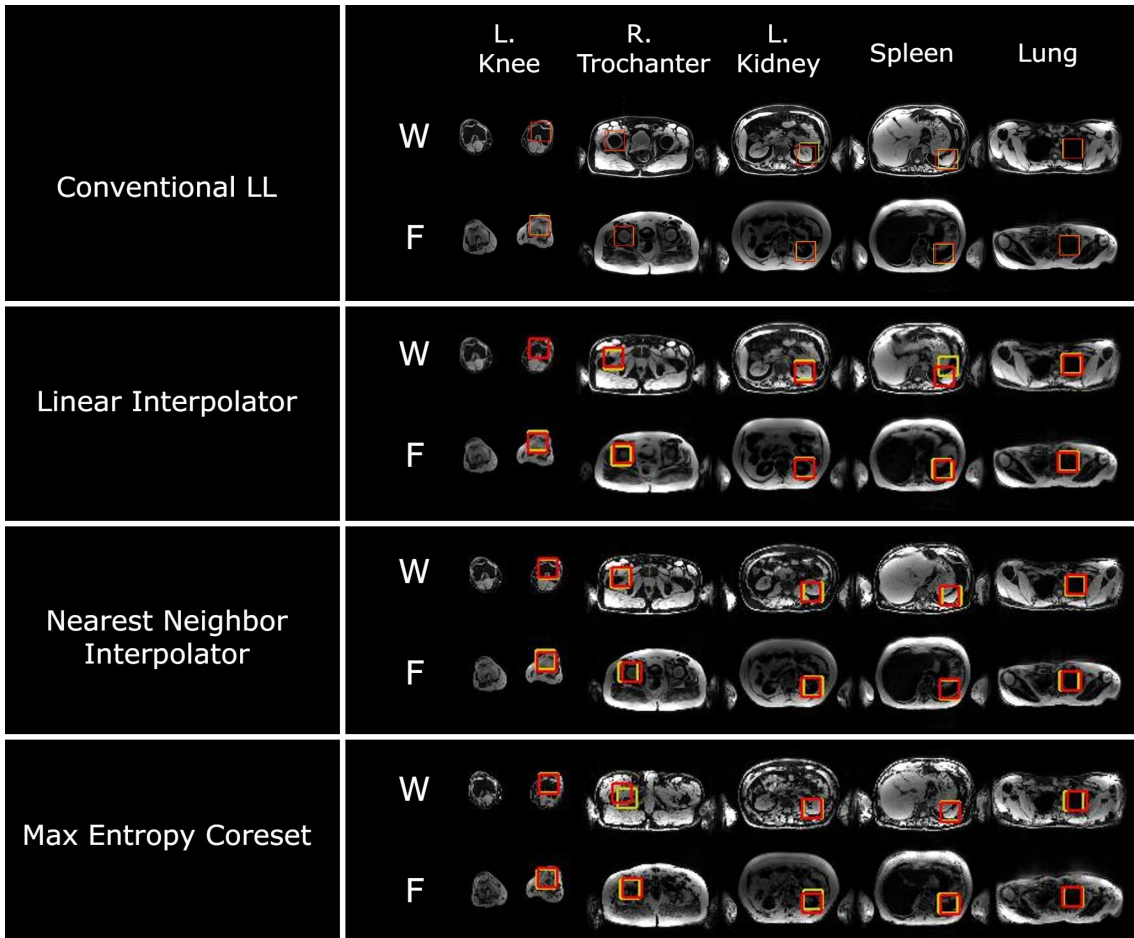 L.
Knee
R.
Trochanter
L.
Kidney
Spleen
Lung
Conventional LL
W
F
Linear Interpolator
W
F
Nearest Neighbor
Interpolator
W
F
Max Entropy Coreset
W
F